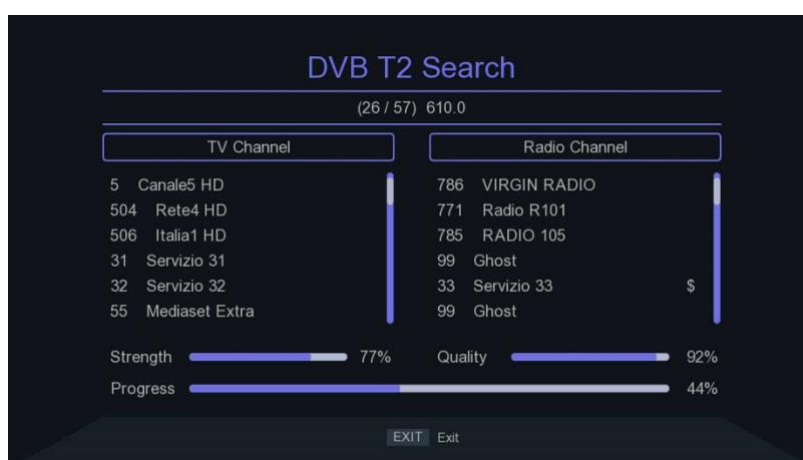 DVB T2 Search
(26 / 57) 610.0
TV Channel
5 Canale5 HD
504 Rete4 HD
506 Italia1 HD
31 Servizio 31
32 Servizio 32
55 Mediaset Extra
Radio Channel
786 VIRGIN RADIO
771 Radio R101
785 RADIO 105
99 Ghost
33 Servizio 33 $
99 Ghost
Strength 77%
Quality 92%
Progress 44%
EXIT Exit